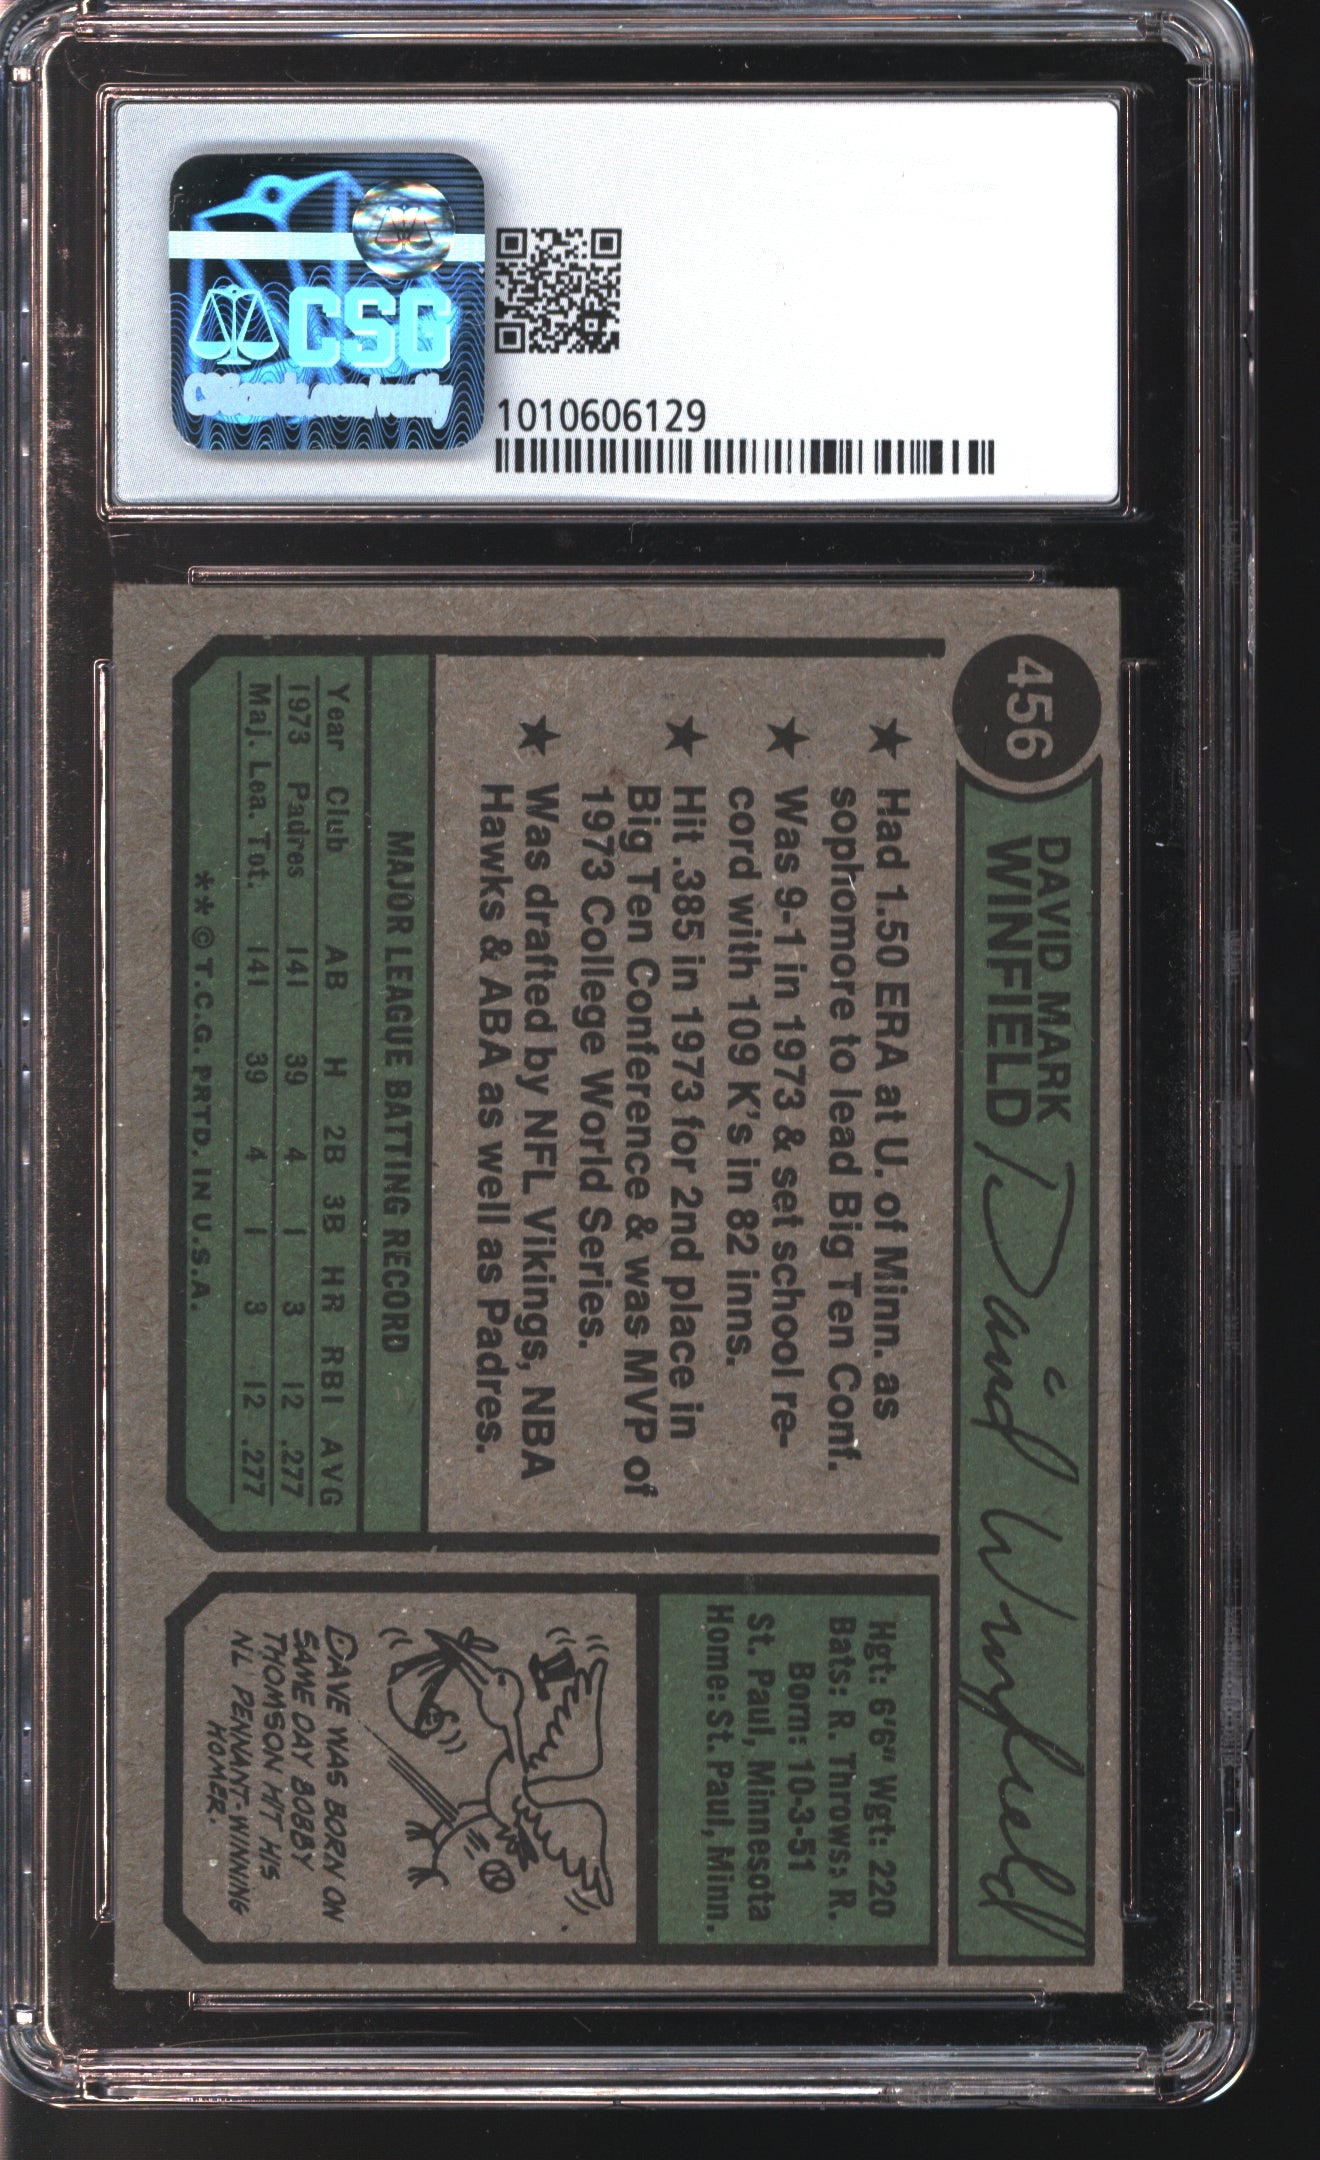 CSG
CSGcards.com/verify
1010606129
456
DAVID MARK
WINFIELD
David Winfield
★ Had 1.50 ERA at U. of Minn. as
sophomore to lead Big Ten Conf.
★ Was 9-1 in 1973 & set school re-
cord with 109 K's in 82 inns.
★ Hit .385 in 1973 for 2nd place in
Big Ten Conference & was MVP of
1973 College World Series.
★ Was drafted by NFL Vikings, NBA
Hawks & ABA as well as Padres.
MAJOR LEAGUE BATTING RECORD
Year Club AB H 2B 3B HR RBI AVG
1973 Padres 141 39 4 1 3 12 .277
Maj. Lea. Tot. 141 39 4 1 3 12 .277
**© T.C.G. PRTD. IN U.S.A.
Hgt: 6'6" Wgt: 220
Bats: R. Throws: R.
Born: 10-3-51
St. Paul, Minnesota
Home: St. Paul, Minn.
DAVE WAS BORN ON
SAME DAY BOBBY
THOMSON HIT HIS
NL PENNANT-WINNING
HOMER.